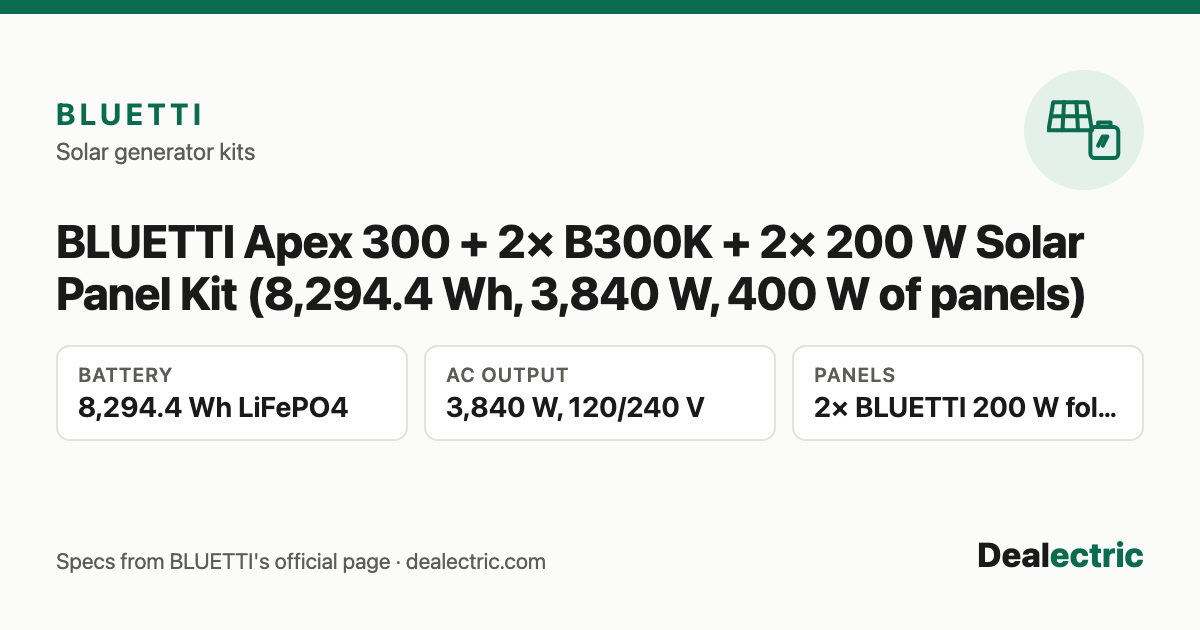 BLUETTI
Solar generator kits
BLUETTI Apex 300 + 2× B300K + 2× 200 W Solar
Panel Kit (8,294.4 Wh, 3,840 W, 400 W of panels)
BATTERY
8,294.4 Wh LiFePO4
AC OUTPUT
3,840 W, 120/240 V
PANELS
2× BLUETTI 200 W fol...
Specs from BLUETTI's official page · dealectric.com
Dealectric